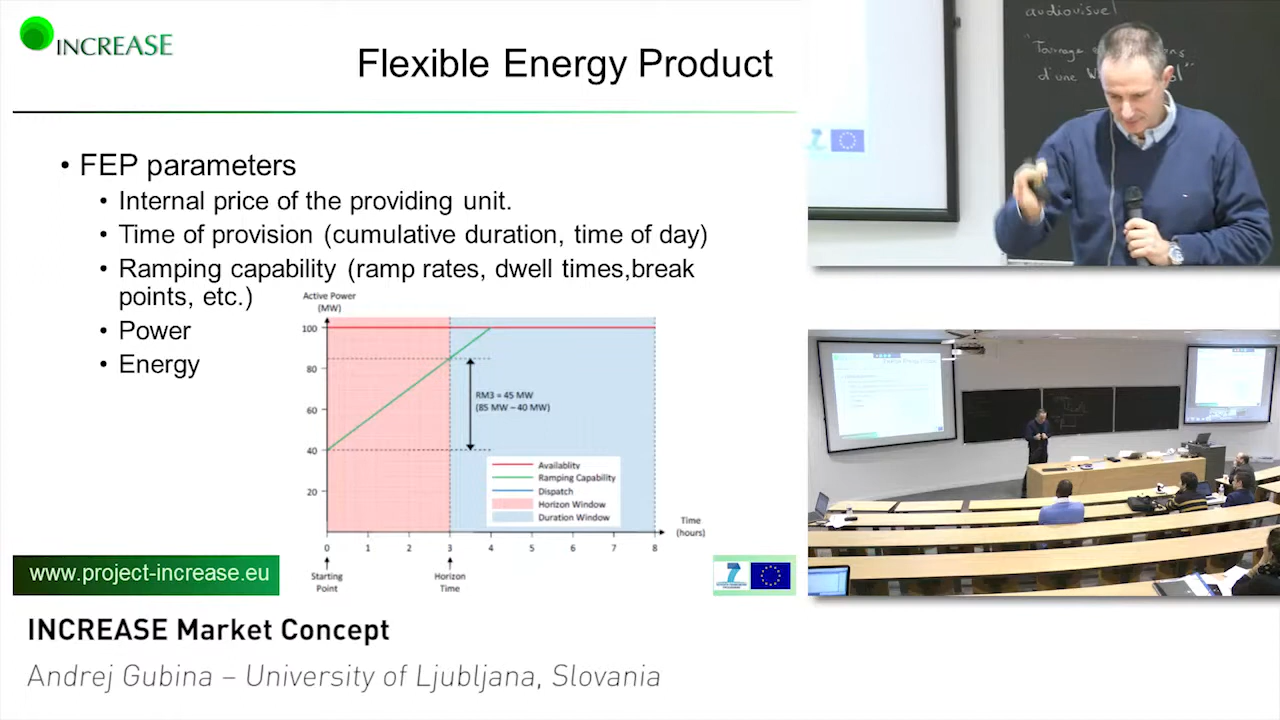 INCREASE
Flexible Energy Product
• FEP parameters
• Internal price of the providing unit.
• Time of provision (cumulative duration, time of day)
• Ramping capability (ramp rates, dwell times,break
points, etc.)
• Power
• Energy
Active Power
(MW)
100
80
60
40
20
RM3 = 45 MW
(85 MW – 40 MW)
Availablity
Ramping Capability
Dispatch
Horizon Window
Duration Window
Time
(hours)
0 1 2 3 4 5 6 7 8
Starting
Point
Horizon
Time
www.project-increase.eu
INCREASE Market Concept
Andrej Gubina – University of Ljubljana, Slovania
audiovisuel
d'une